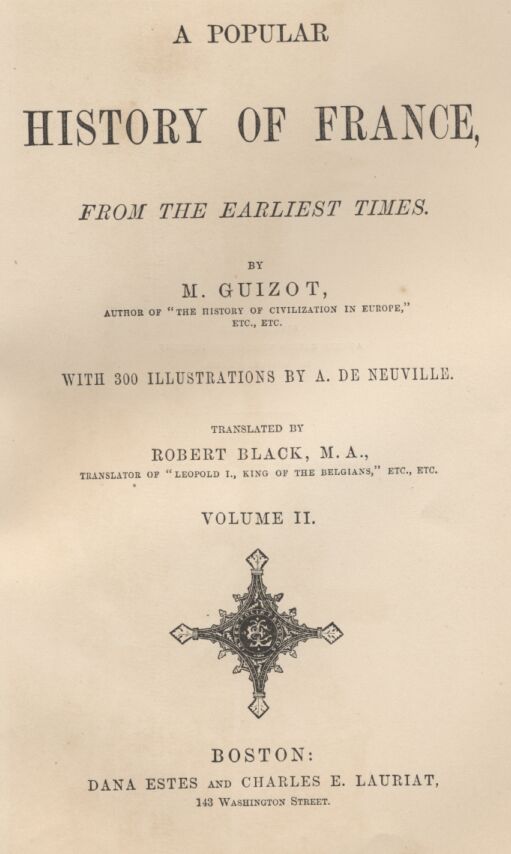 A POPULAR
HISTORY OF FRANCE,
FROM THE EARLIEST TIMES.
BY
M. GUIZOT,
AUTHOR OF "THE HISTORY OF CIVILIZATION IN EUROPE,"
ETC., ETC.
WITH 300 ILLUSTRATIONS BY A. DE NEUVILLE.
TRANSLATED BY
ROBERT BLACK, M.A.,
TRANSLATOR OF "LEOPOLD I., KING OF THE BELGIANS," ETC., ETC.
VOLUME II.
BOSTON:
DANA ESTES AND CHARLES E. LAURIAT,
143 WASHINGTON STREET.